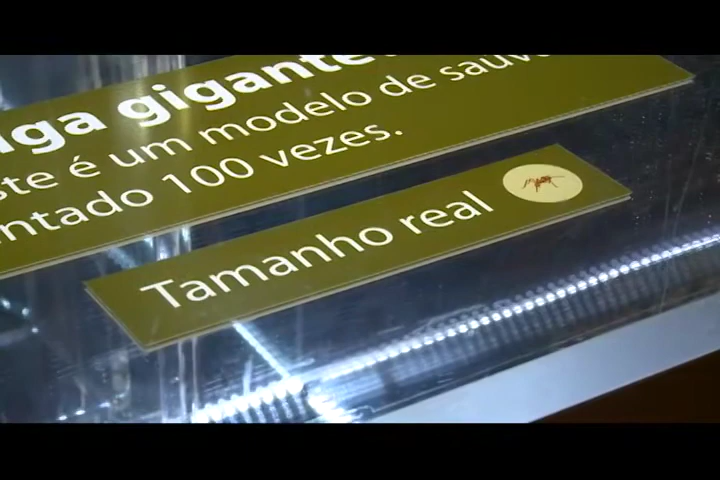 iga gigante
ste é um modelo de saúv
ntado 100 vezes.
Tamanho real